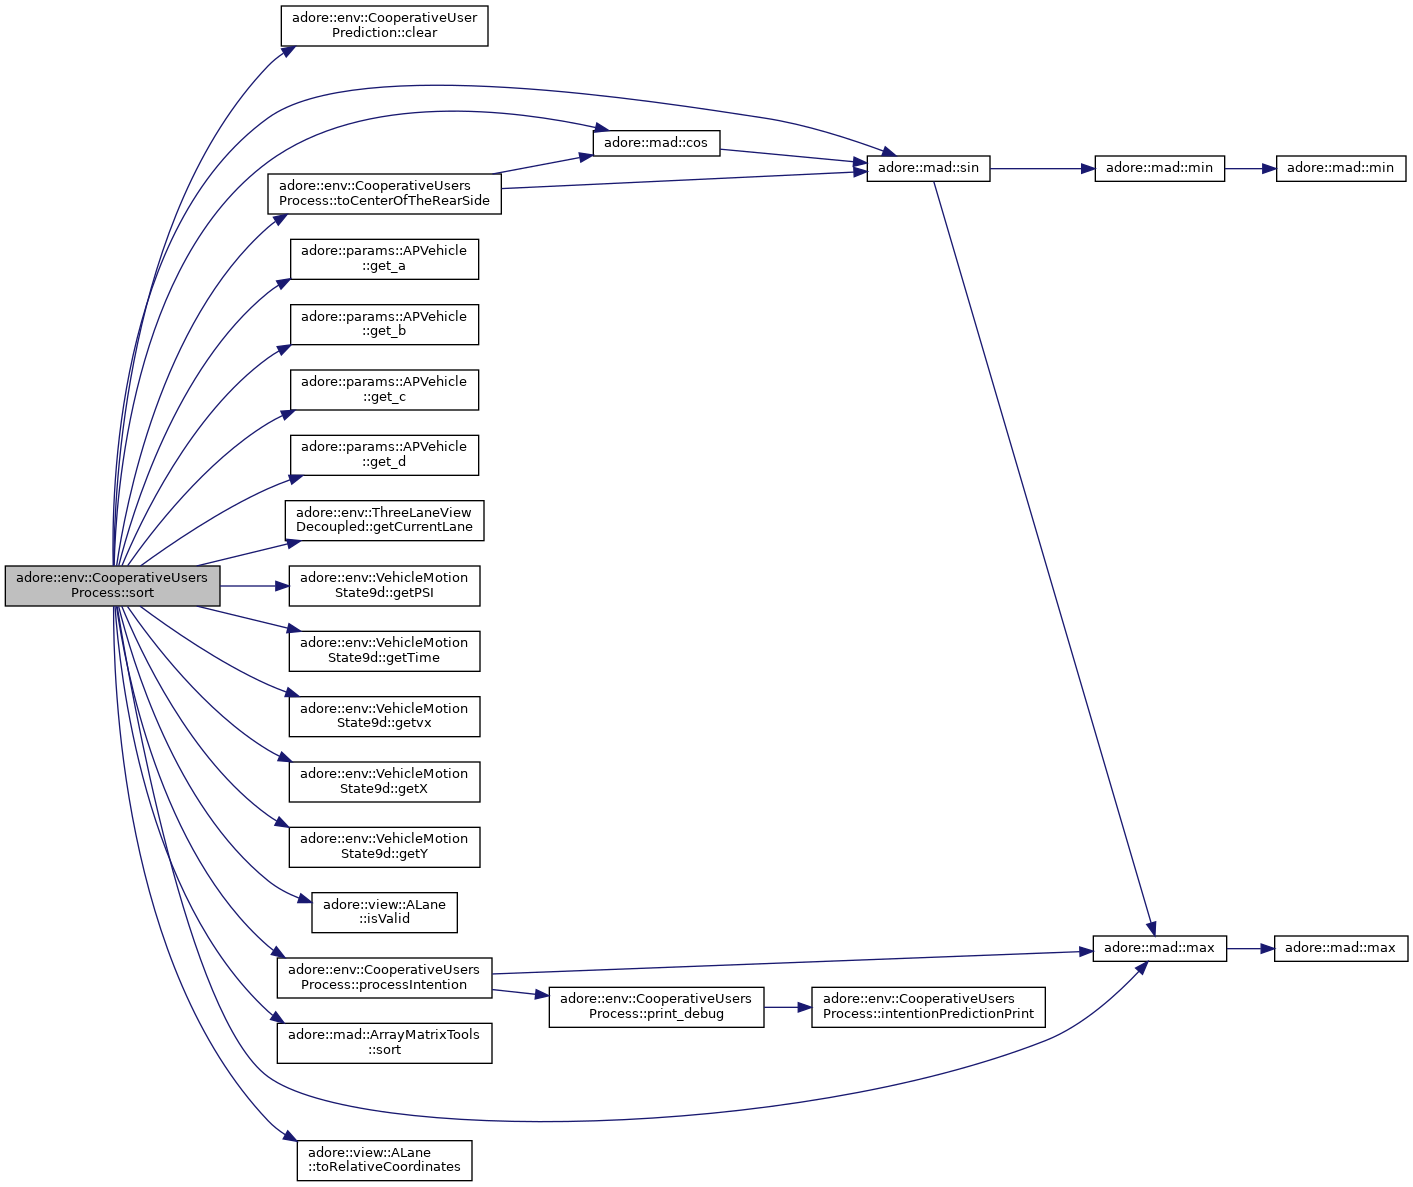 adore::env::CooperativeUser
Prediction::clear
adore::mad::cos
adore::mad::sin
adore::mad::min
adore::mad::min
adore::env::CooperativeUsers
Process::toCenterOfTheRearSide
adore::params::APVehicle
::get_a
adore::params::APVehicle
::get_b
adore::params::APVehicle
::get_c
adore::params::APVehicle
::get_d
adore::env::ThreeLaneView
Decoupled::getCurrentLane
adore::env::CooperativeUsers
Process::sort
adore::env::VehicleMotion
State9d::getPSI
adore::env::VehicleMotion
State9d::getTime
adore::env::VehicleMotion
State9d::getvx
adore::env::VehicleMotion
State9d::getX
adore::env::VehicleMotion
State9d::getY
adore::view::ALane
::isValid
adore::env::CooperativeUsers
Process::processIntention
adore::mad::max
adore::mad::max
adore::env::CooperativeUsers
Process::print_debug
adore::env::CooperativeUsers
Process::intentionPredictionPrint
adore::mad::ArrayMatrixTools
::sort
adore::view::ALane
::toRelativeCoordinates